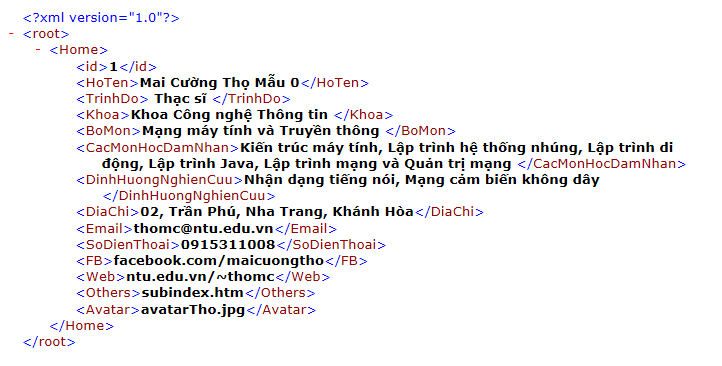 <?xml version="1.0"?>
- <root>
- <Home>
<id>1</id>
<HoTen>Mai Cường Thọ Mẫu 0</HoTen>
<TrinhDo> Thạc sĩ </TrinhDo>
<Khoa>Khoa Công nghệ Thông tin </Khoa>
<BoMon>Mạng máy tính và Truyền thông </BoMon>
<CacMonHocDamNhan>Kiến trúc máy tính, Lập trình hệ thống nhúng, Lập trình di
động, Lập trình Java, Lập trình mạng và Quản trị mạng </CacMonHocDamNhan>
<DinhHuongNghienCuu>Nhận dạng tiếng nói, Mạng cảm biến không dây
</DinhHuongNghienCuu>
<DiaChi>02, Trần Phú, Nha Trang, Khánh Hòa</DiaChi>
<Email>thomc@ntu.edu.vn</Email>
<SoDienThoai>0915311008</SoDienThoai>
<FB>facebook.com/maicuongtho</FB>
<Web>ntu.edu.vn/~thomc</Web>
<Others>subindex.htm</Others>
<Avatar>avatarTho.jpg</Avatar>
</Home>
</root>